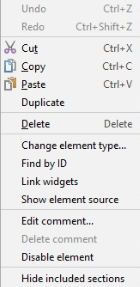 Undo Ctrl+Z
Redo Ctrl+Shift+Z
Cut Ctrl+X
Copy Ctrl+C
Paste Ctrl+V
Duplicate
Delete Delete
Change element type...
Find by ID
Link widgets
Show element source
Edit comment...
Delete comment
Disable element
Hide included sections